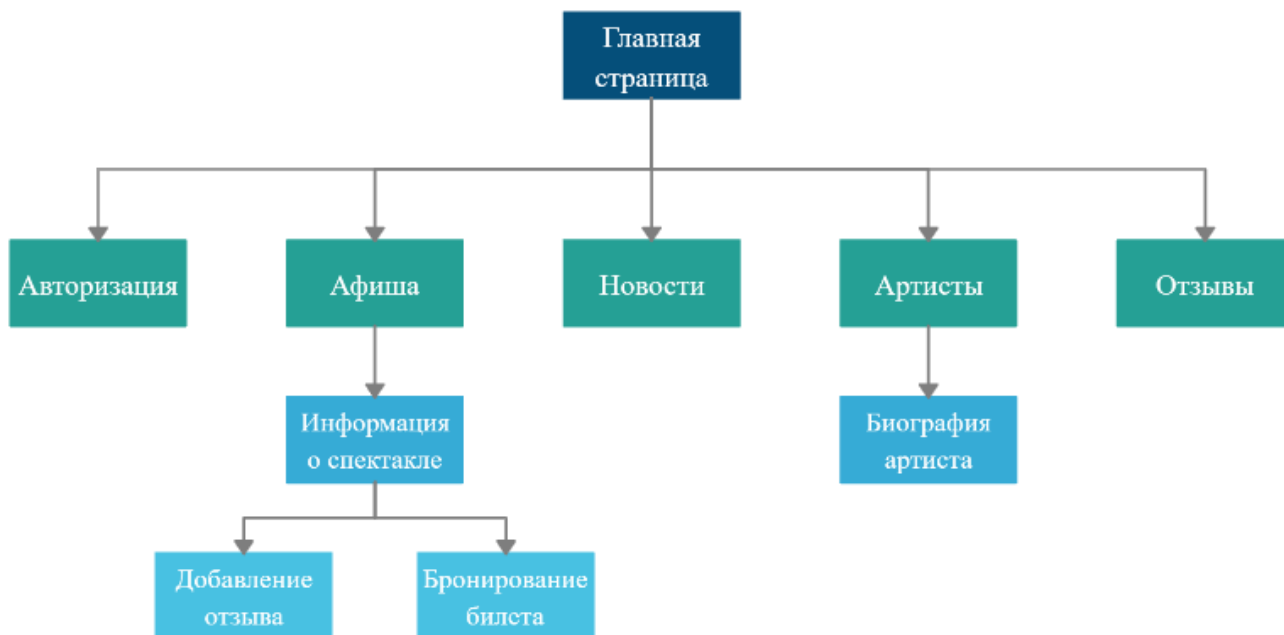 Главная
страница
Авторизация
Афиша
Новости
Артисты
Отзывы
Информация
о спектакле
Биография
артиста
Добавление
отзыва
Бронирование
билста